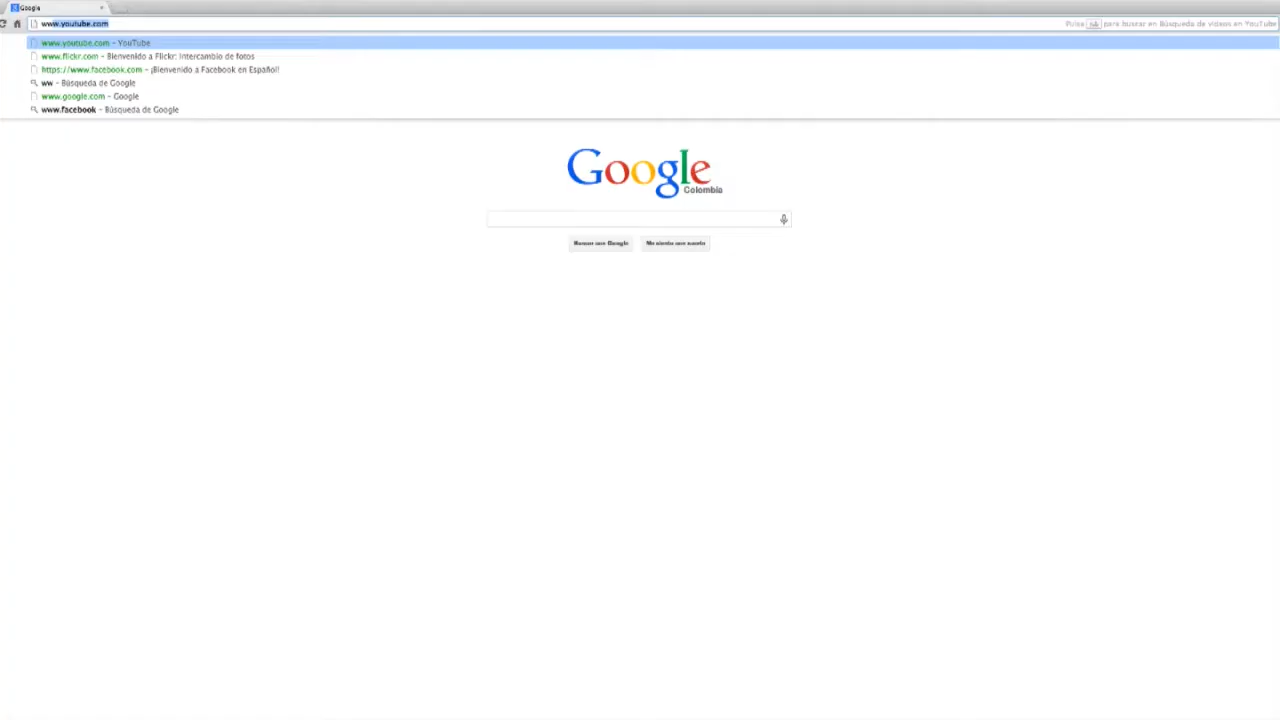 Google
www.youtube.com
Pulsa para buscar en Búsqueda de videos en YouTube
www.youtube.com - YouTube
www.flickr.com - Bienvenido a Flickr: Intercambio de fotos
https://www.facebook.com - ¡Bienvenido a Facebook en Español!
ww - Búsqueda de Google
www.google.com - Google
www.facebook - Búsqueda de Google
Google
Colombia
Buscar con Google
Me siento con suerte